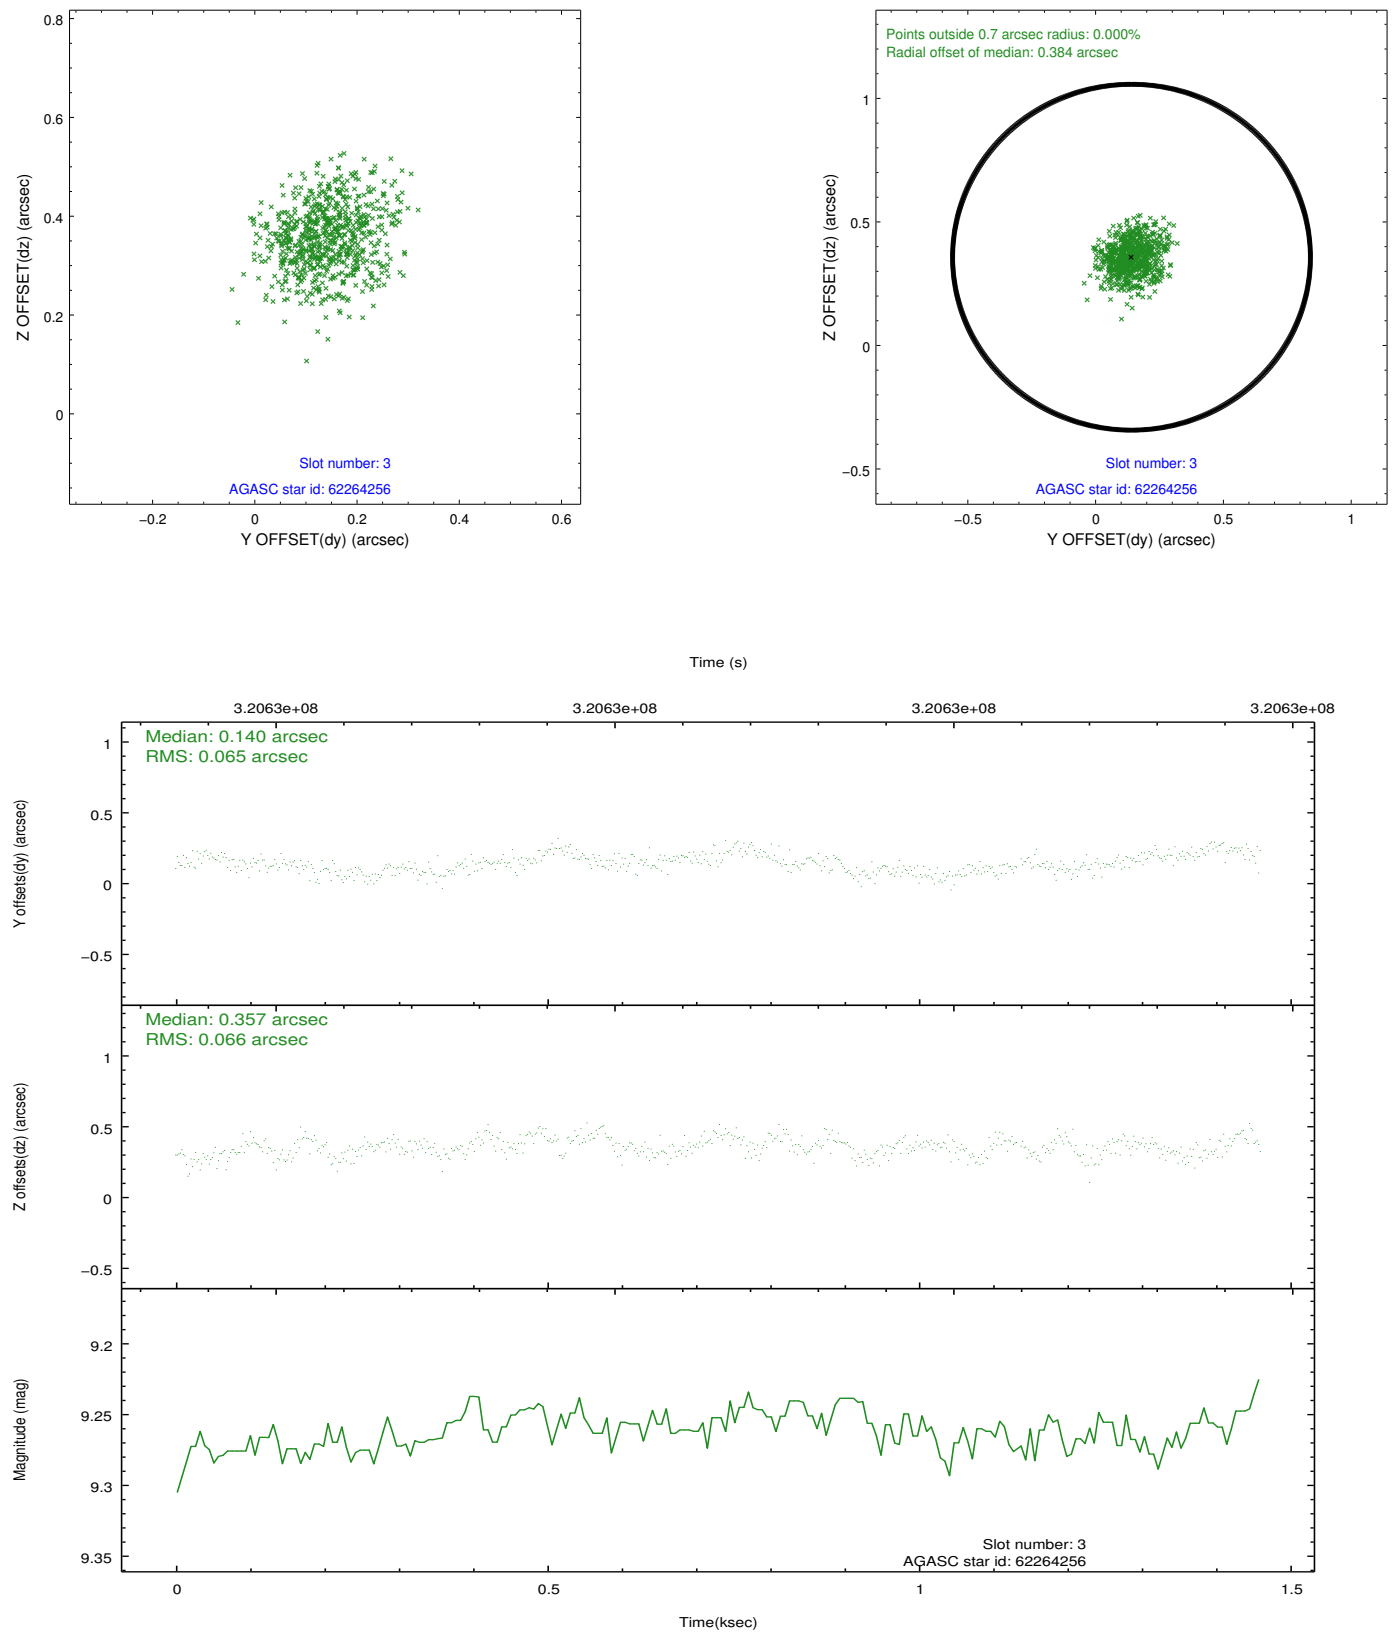 0.8
0.6
0.4
0.2
0
Z OFFSET(dz) (arcsec)
Slot number: 3
AGASC star id: 62264256
−0.2 0 0.2 0.4 0.6
Y OFFSET(dy) (arcsec)
Points outside 0.7 arcsec radius: 0.000%
Radial offset of median: 0.384 arcsec
1
0.5
0
−0.5
Z OFFSET(dz) (arcsec)
Slot number: 3
AGASC star id: 62264256
−0.5 0 0.5 1
Y OFFSET(dy) (arcsec)
Time (s)
3.2063e+08 3.2063e+08 3.2063e+08 3.2063e+08
Median: 0.140 arcsec
RMS: 0.065 arcsec
1
0.5
0
−0.5
Y offsets(dy) (arcsec)
Median: 0.357 arcsec
RMS: 0.066 arcsec
1
0.5
0
−0.5
Z offsets(dz) (arcsec)
9.2
9.25
9.3
9.35
Magnitude (mag)
Slot number: 3
AGASC star id: 62264256
0 0.5 1 1.5
Time(ksec)